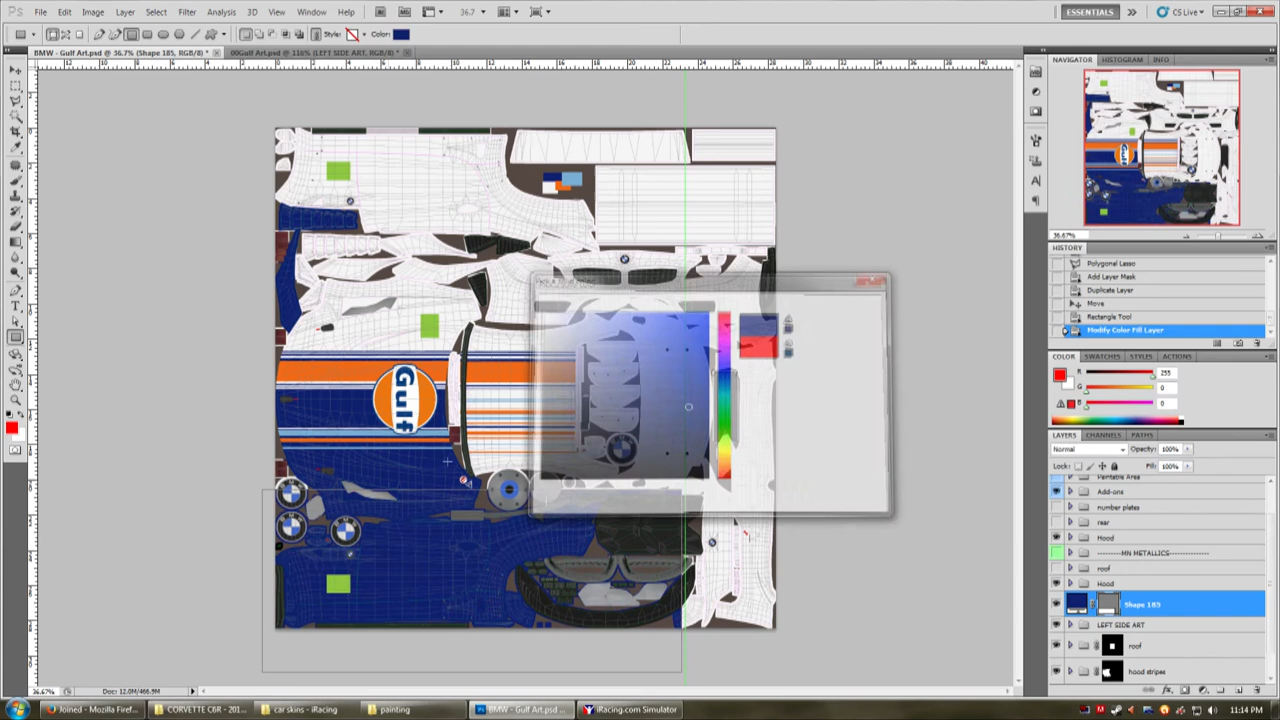 Ps File Edit Image Layer Select Filter Analysis 3D View Window Help Br Mb 36.7 ESSENTIALS CS Live
Style: Color:
BMW - Gulf Art.psd @ 36.7% (Shape 185, RGB/8) * 00Gulf Art.psd @ 116% (LEFT SIDE ART, RGB/8) *
NAVIGATOR HISTOGRAM INFO
36.67%
HISTORY
Polygonal Lasso
Add Layer Mask
Duplicate Layer
Move
Rectangle Tool
Modify Color Fill Layer
COLOR SWATCHES STYLES ACTIONS
R 255
G 0
B 0
LAYERS CHANNELS PATHS
Normal Opacity: 100%
Lock: Fill: 100%
Paintable Area
Add-ons
number plates
rear
Hood
---------MN METALLICS--------------
roof
Hood
Shape 185
LEFT SIDE ART
roof
hood stripes
Gulf
BMW
36.67% Doc: 12.0M/466.9M
Joined - Mozilla Firef... CORVETTE C6R - 201... car skins - iRacing painting BMW - Gulf Art.psd ... iRacing.com Simulator 11:14 PM